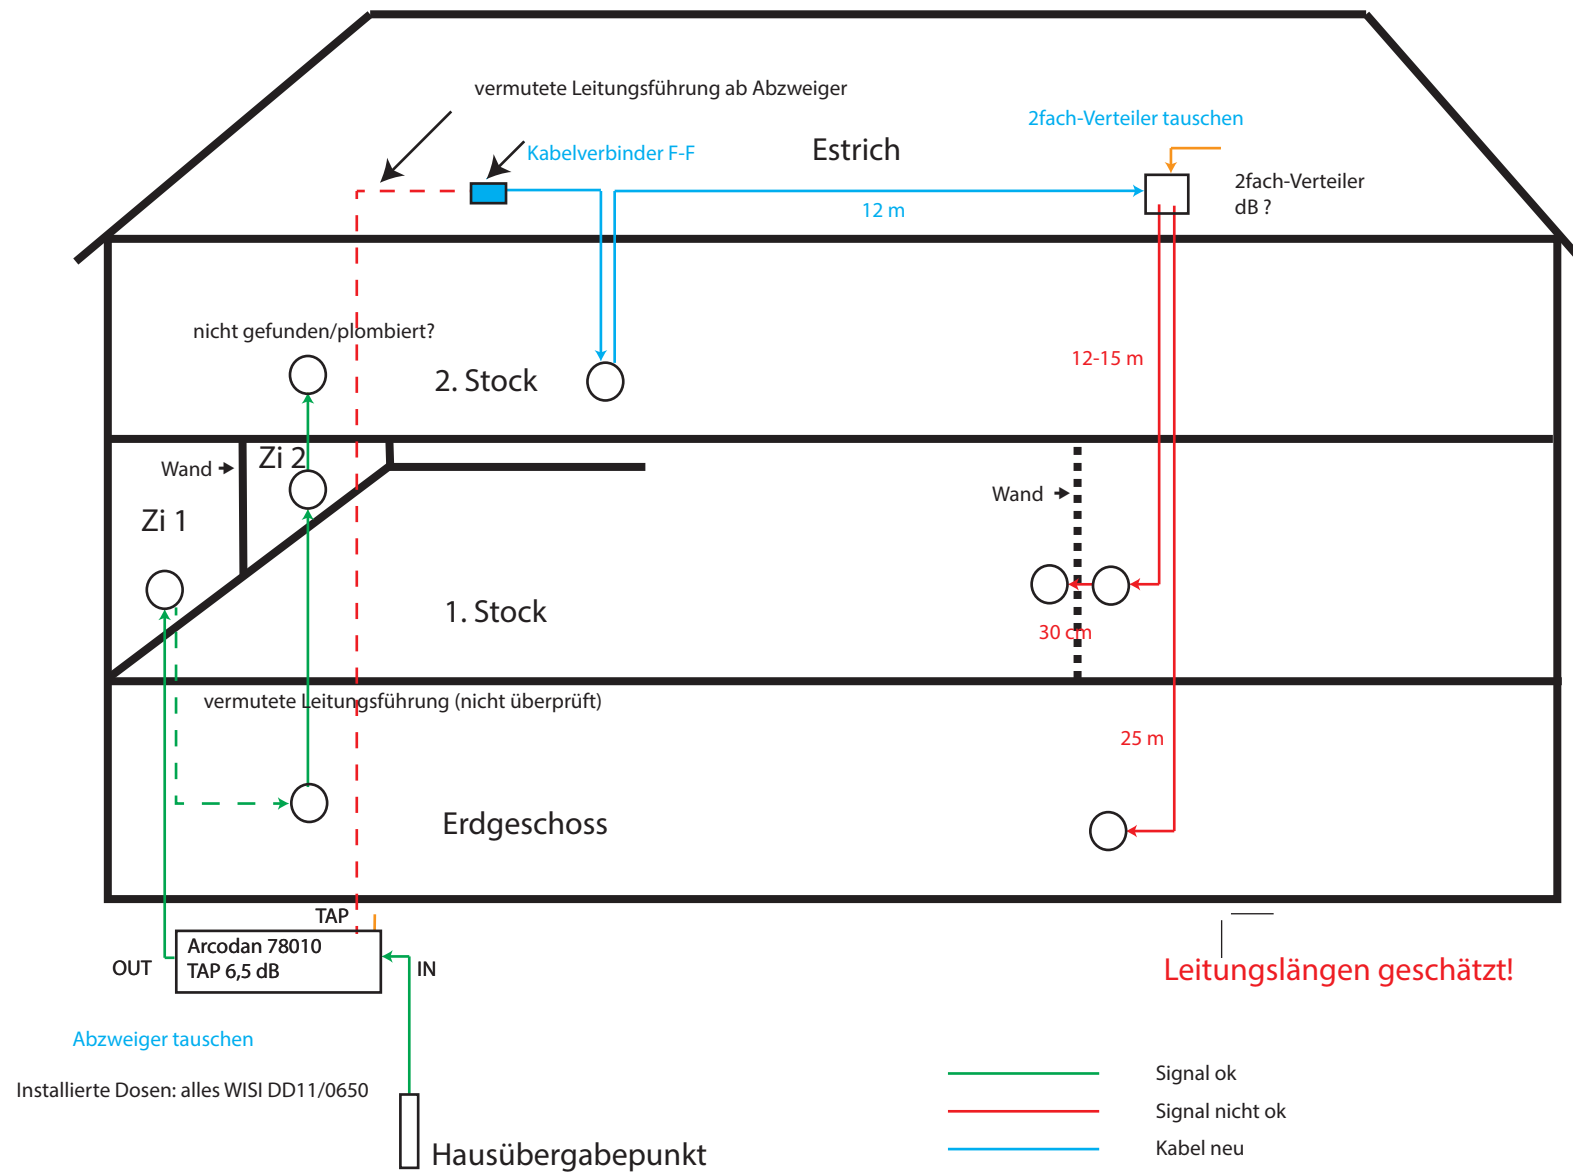 vermutete Leitungsführung ab Abzweiger
2fach-Verteiler tauschen
Kabelverbinder F-F
Estrich
2fach-Verteiler
dB ?
12 m
nicht gefunden/plombiert?
12-15 m
2. Stock
Zi 2
Wand
Wand
Zi 1
1. Stock
30 cm
vermutete Leitungsführung (nicht überprüft)
25 m
Erdgeschoss
TAP
Arcodan 78010
TAP 6,5 dB
OUT
IN
Leitungslängen geschätzt!
Abzweiger tauschen
Installierte Dosen: alles WISI DD11/0650
Signal ok
Signal nicht ok
Kabel neu
Hausübergabepunkt